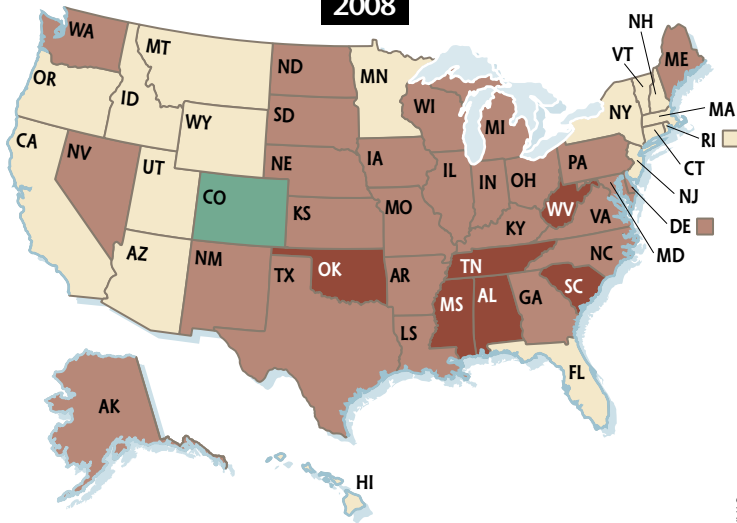 2008
WA
MT
ND
MN
NH
VT
ME
OR
ID
SD
WI
MI
NY
MA
RI
WY
CA
NV
UT
NE
IA
IL
IN
OH
PA
CT
NJ
CO
KS
MO
WV
VA
DE
KY
MD
AZ
NM
TX
OK
AR
TN
NC
MS
AL
GA
SC
LS
FL
AK
HI